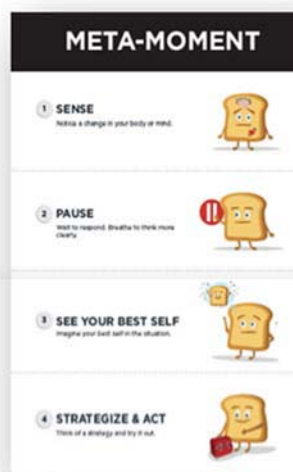 META-MOMENT
1 SENSE
Notice a change in your body or mind.
2 PAUSE
Wait to respond. Breathe to think more
clearly.
3 SEE YOUR BEST SELF
Imagine your best self in the situation.
4 STRATEGIZE & ACT
Think of a strategy and try it out.